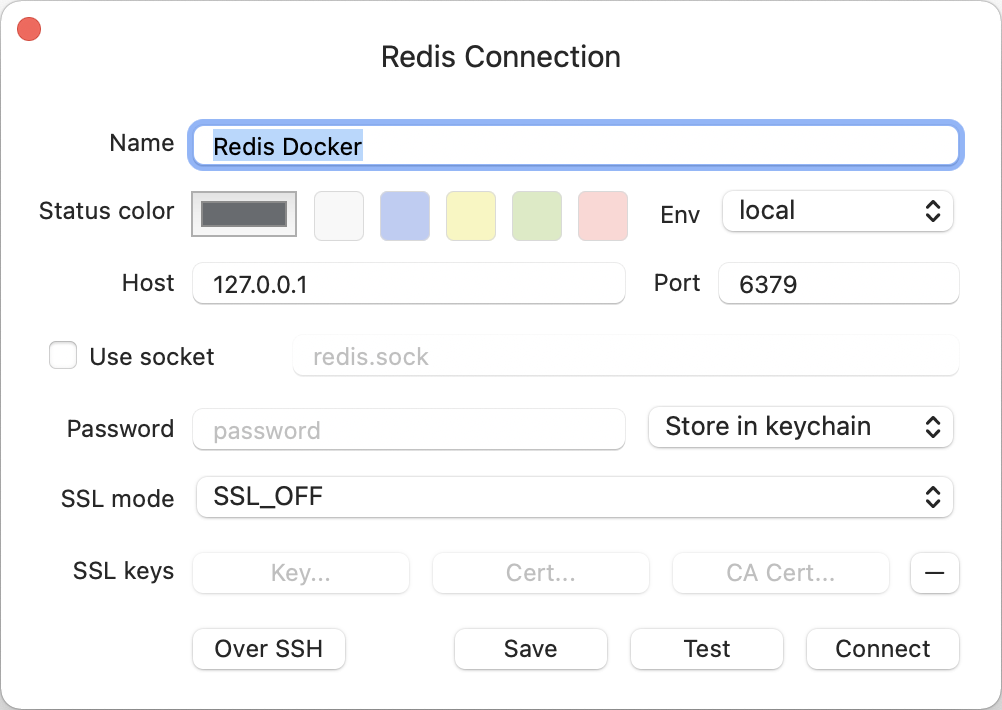 Redis Connection
Name Redis Docker
Status color Env local
Host 127.0.0.1 Port 6379
Use socket redis.sock
Password password Store in keychain
SSL mode SSL_OFF
SSL keys Key... Cert... CA Cert... —
Over SSH Save Test Connect